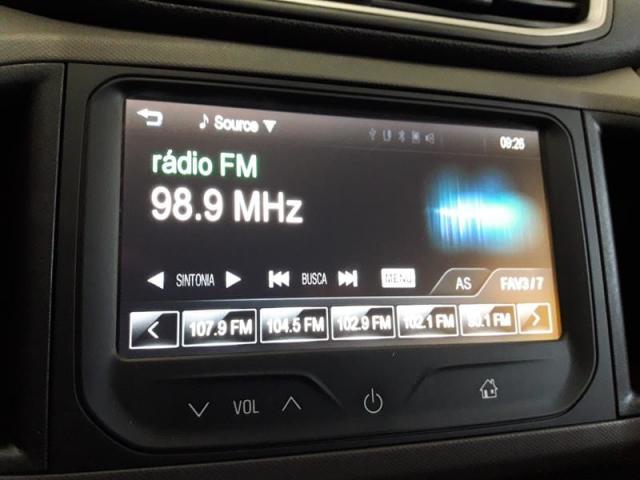 Source 09:26
rádio FM
98.9 MHz
SINTONIA BUSCA MENU AS FAV3/7
107.9 FM 104.5 FM 102.9 FM 102.1 FM
VOL